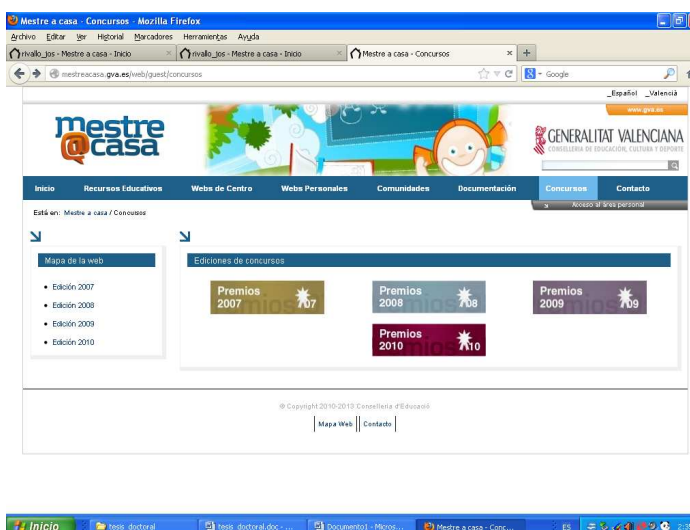 Mestre a casa - Concursos - Mozilla Firefox
Archivo Editar Ver Historial Marcadores Herramientas Ayuda
rivallo_jos - Mestre a casa - Inicio
rivallo_jos - Mestre a casa - Inicio
Mestre a casa - Concursos
mestreacasa.gva.es/web/guest/concursos
Google
_Español _Valencià
www.gva.es
mestre
@casa
GENERALITAT VALENCIANA
CONSELLERIA DE EDUCACIÓN, CULTURA Y DEPORTE
Inicio Recursos Educativos Webs de Centro Webs Personales Comunidades Documentación Concursos Contacto
Acceso al área personal
Está en: Mestre a casa / Concursos
Mapa de la web
Edición 2007
Edición 2008
Edición 2009
Edición 2010
Ediciones de concursos
Premios
2007
07
Premios
2008
08
Premios
2009
09
Premios
2010
10
© Copyright 2010-2013 Conselleria d'Educació
Mapa Web Contacto
Inicio
tesis doctoral
tesis doctoral.doc - ...
Documento1 - Micros...
Mestre a casa - Conc...
ES